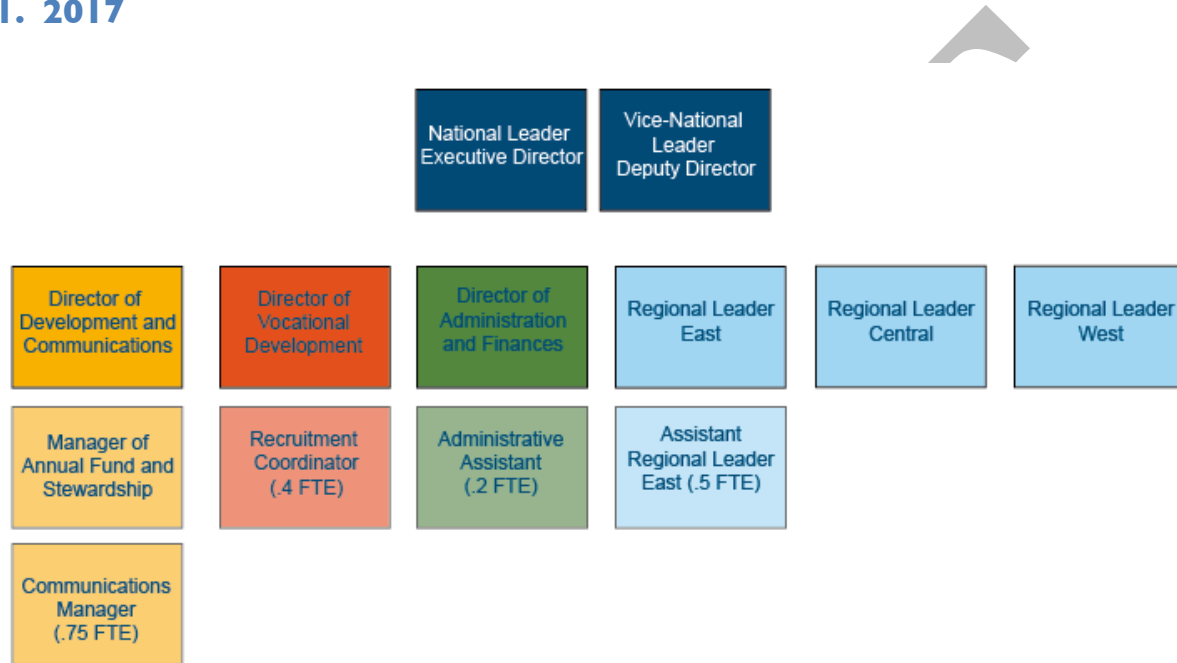 1. 2017
National Leader
Executive Director
Vice-National
Leader
Deputy Director
Director of
Development and
Communications
Director of
Vocational
Development
Director of
Administration
and Finances
Regional Leader
East
Regional Leader
Central
Regional Leader
West
Manager of
Annual Fund and
Stewardship
Recruitment
Coordinator
(.4 FTE)
Administrative
Assistant
(.2 FTE)
Assistant
Regional Leader
East (.5 FTE)
Communications
Manager
(.75 FTE)